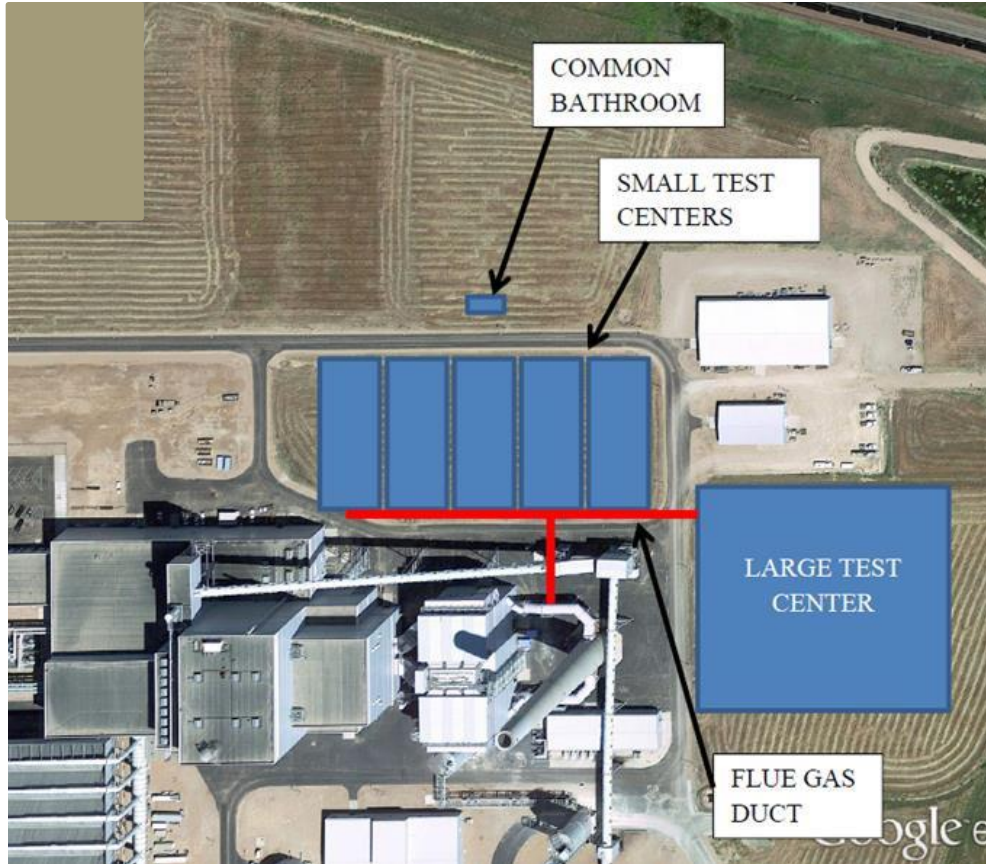 COMMON
BATHROOM
SMALL TEST
CENTERS
LARGE TEST
CENTER
FLUE GAS
DUCT
Google e